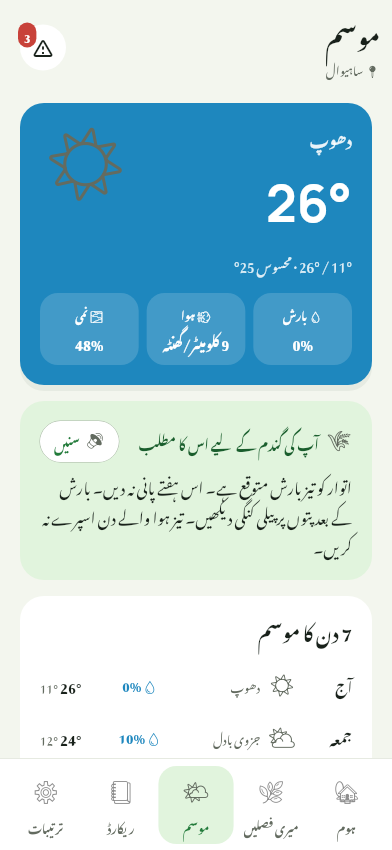 موسم
3
ساہیوال
دھوپ
26°
11° / 26° · محسوس 25°
بارش
0%
ہوا
9 کلومیٹر/گھنٹہ
نمی
48%
آپ کی گندم کے لیے اس کا مطلب
سنیں
اتوار کو تیز بارش متوقع ہے۔ اس ہفتے پانی نہ دیں۔ بارش
کے بعد پتوں پر پیلی کنگی دیکھیں۔ تیز ہوا والے دن اسپرے نہ
کریں۔
7 دن کا موسم
آج دھوپ 0% 26° 11°
جمعہ جزوی بادل 10% 24° 12°
ہوم
میری فصلیں
موسم
ریکارڈ
ترتیبات